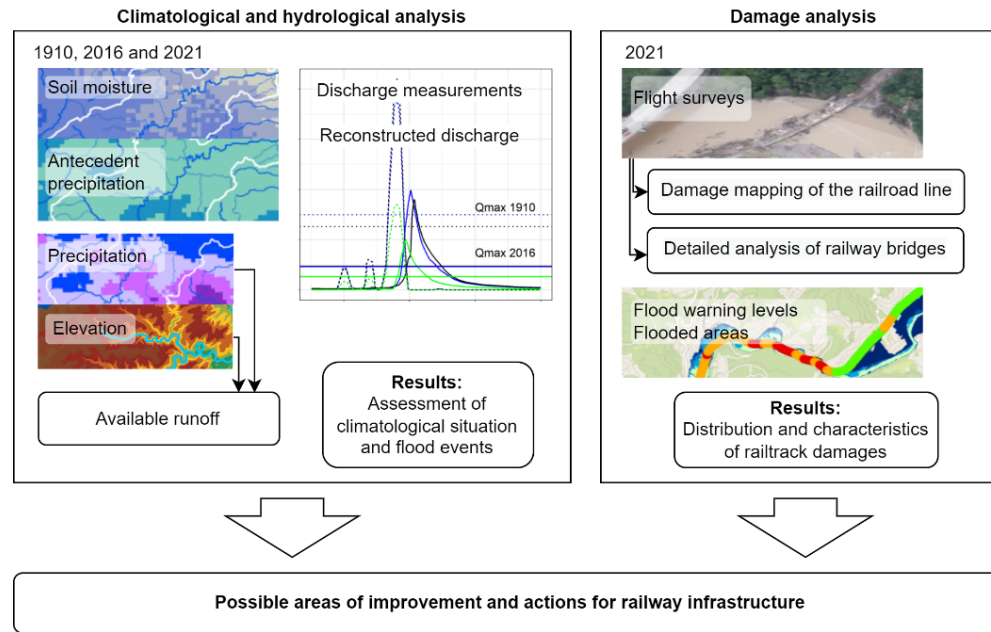 Climatological and hydrological analysis
1910, 2016 and 2021
Soil moisture
Antecedent
precipitation
Precipitation
Elevation
Available runoff
Discharge measurements
Reconstructed discharge
Qmax 1910
Qmax 2016
Results:
Assessment of
climatological situation
and flood events
Damage analysis
2021
Flight surveys
Damage mapping of the railroad line
Detailed analysis of railway bridges
Flood warning levels
Flooded areas
Results:
Distribution and characteristics
of railtrack damages
Possible areas of improvement and actions for railway infrastructure